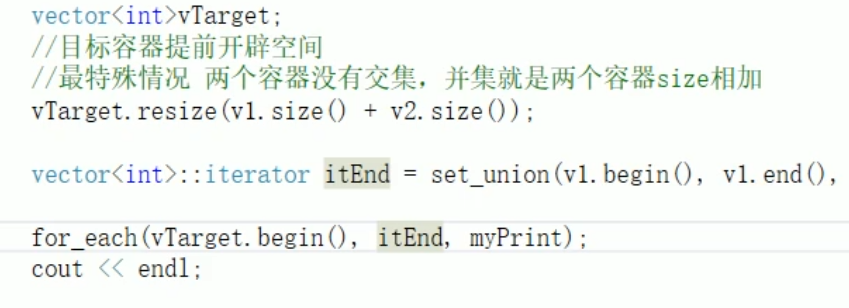 vector<int>vTarget;
//目标容器提前开辟空间
//最特殊情况 两个容器没有交集，并集就是两个容器size相加
vTarget.resize(v1.size() + v2.size());
vector<int>::iterator itEnd = set_union(v1.begin(), v1.end(),
for_each(vTarget.begin(), itEnd, myPrint);
cout << endl;